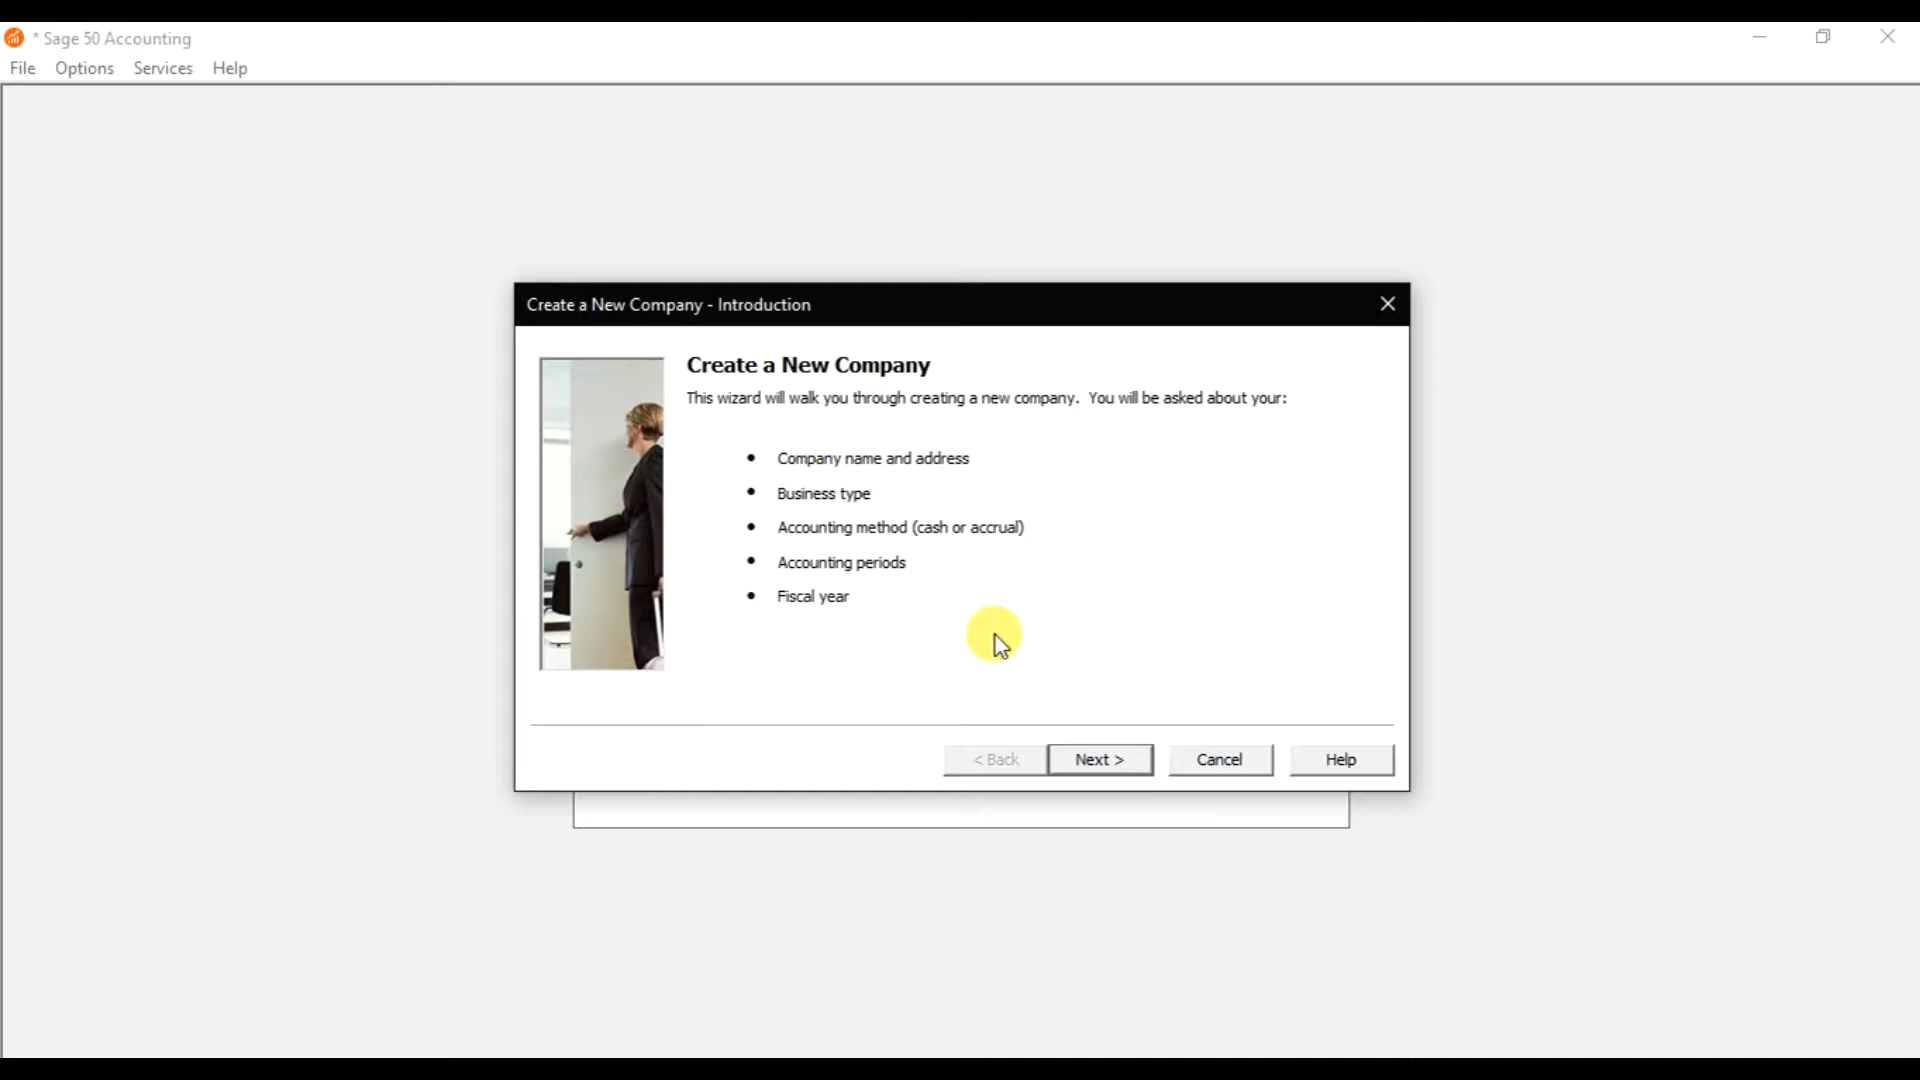 * Sage 50 Accounting
File Options Services Help
Create a New Company - Introduction
Create a New Company
This wizard will walk you through creating a new company. You will be asked about your:
• Company name and address
• Business type
• Accounting method (cash or accrual)
• Accounting periods
• Fiscal year
< Back Next > Cancel Help